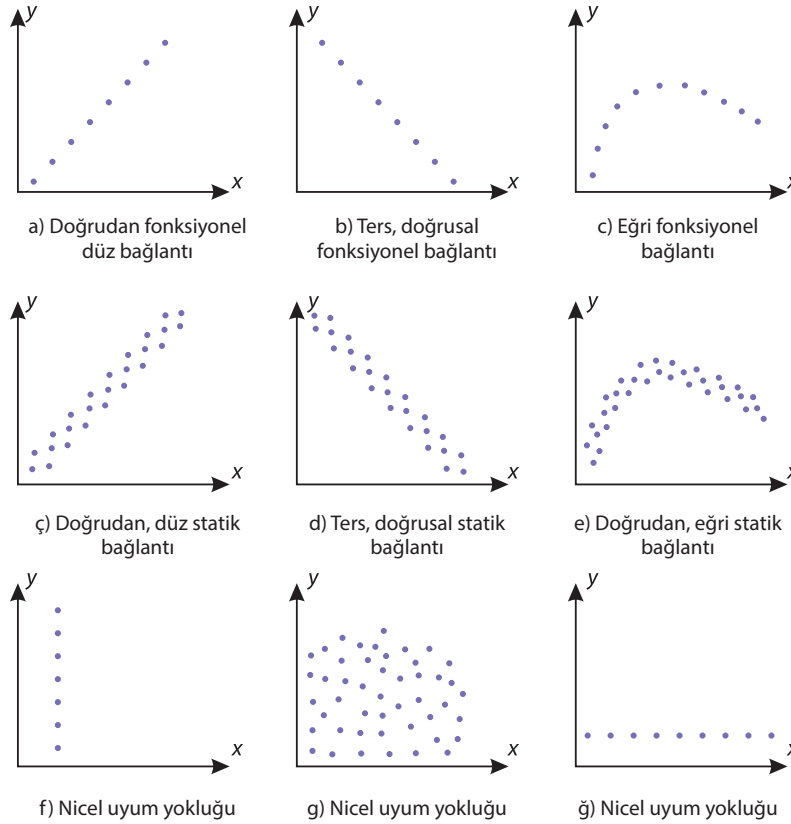 y
x
a) Doğrudan fonksiyonel
düz bağlantı
y
x
b) Ters, doğrusal
fonksiyonel bağlantı
y
x
c) Eğri fonksiyonel
bağlantı
y
x
ç) Doğrudan, düz statik
bağlantı
y
x
d) Ters, doğrusal statik
bağlantı
y
x
e) Doğrudan, eğri statik
bağlantı
y
x
f) Nicel uyum yokluğu
y
x
g) Nicel uyum yokluğu
y
x
ğ) Nicel uyum yokluğu